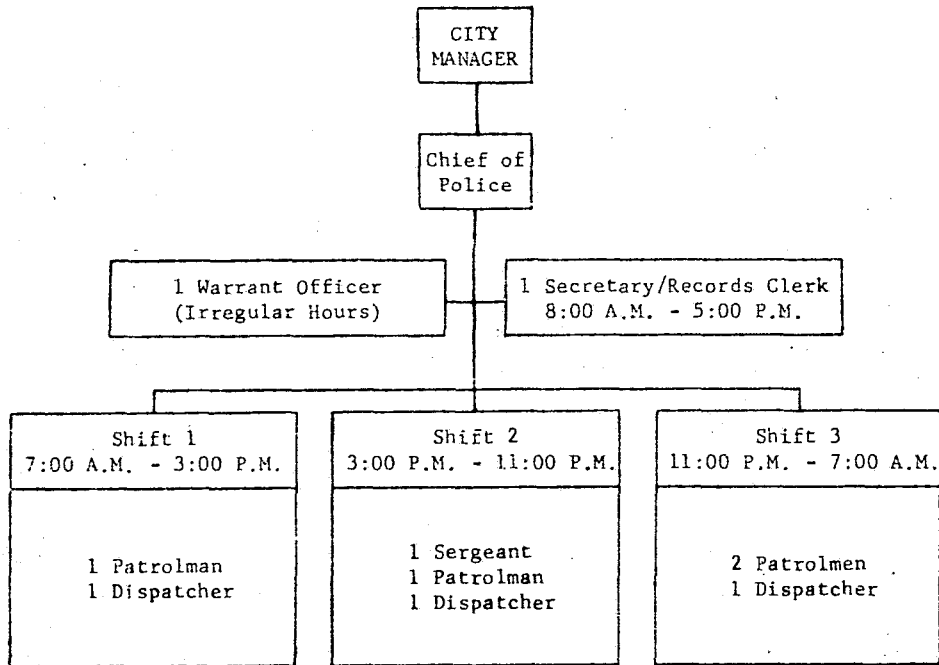 CITY
MANAGER
Chief of
Police
1 Warrant Officer
(Irregular Hours)
1 Secretary/Records Clerk
8:00 A.M. - 5:00 P.M.
Shift 1
7:00 A.M. - 3:00 P.M.
1 Patrolman
1 Dispatcher
Shift 2
3:00 P.M. - 11:00 P.M.
1 Sergeant
1 Patrolman
1 Dispatcher
Shift 3
11:00 P.M. - 7:00 A.M.
2 Patrolmen
1 Dispatcher